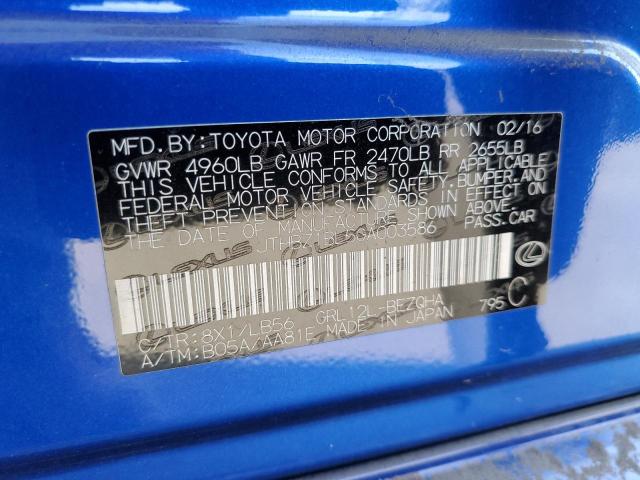 MFD.BY:TOYOTA MOTOR CORPORATION 02/16
GVWR 4960LB GAWR FR 2470LB RR 2655LB
THIS VEHICLE CONFORMS TO ALL APPLICABLE
FEDERAL MOTOR VEHICLE SAFETY,BUMPER,AND
THEFT PREVENTION STANDARDS IN EFFECT ON
THE DATE OF MANUFACTURE SHOWN ABOVE.
PASS.CAR
LEXUS
LEXUS
C/TR:8X1/LB56 GRL12L-BEZQHA 795 C
A/TM:B05A/AA81E MADE IN JAPAN